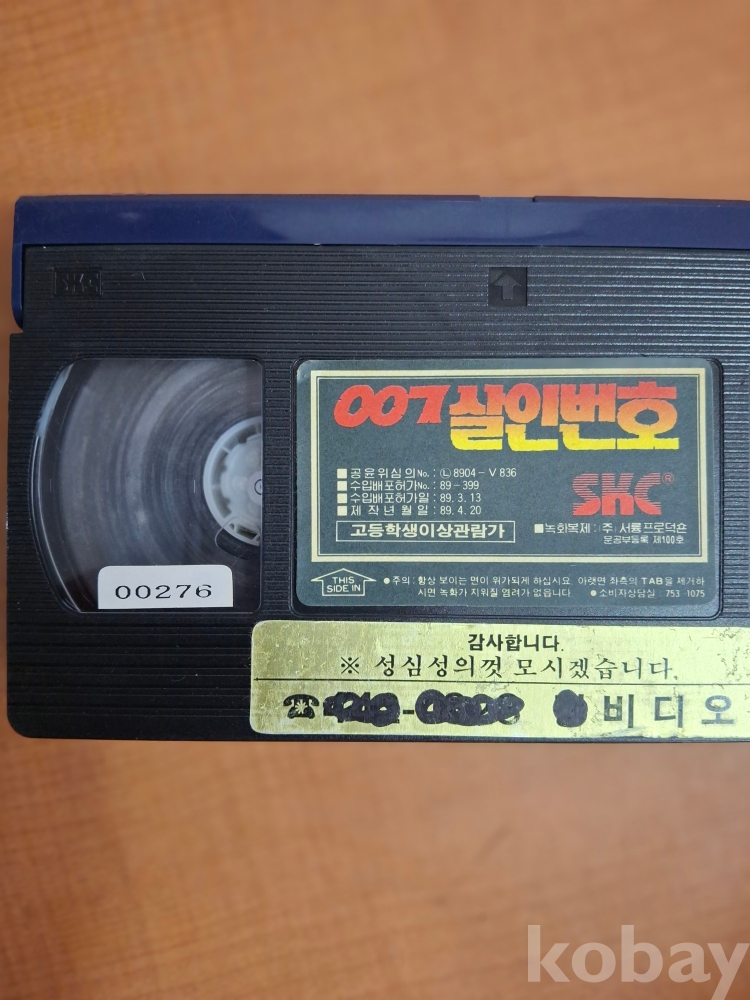 SKC
007 살인번호
■ 공윤위심의No. : Ⓛ 8904 - V 836
■ 수입배포허가No. : 89 - 399
■ 수입배포허가일 : 89. 3. 13
■ 제작년월일 : 89. 4. 20
SKC®
고등학생이상관람가
■ 녹화복제 : (주) 서룡프로덕숀
문공부등록 제100호
THIS SIDE IN
● 주의 : 항상 보이는 면이 위가되게 하십시요. 아랫면 좌측의 TAB을 제거하
시면 녹화가 지워질 염려가 없읍니다 ● 소비자상담실 753 1075
00276
감사합니다.
※ 성심성의껏 모시겠습니다.
☎ 비디오
kobay